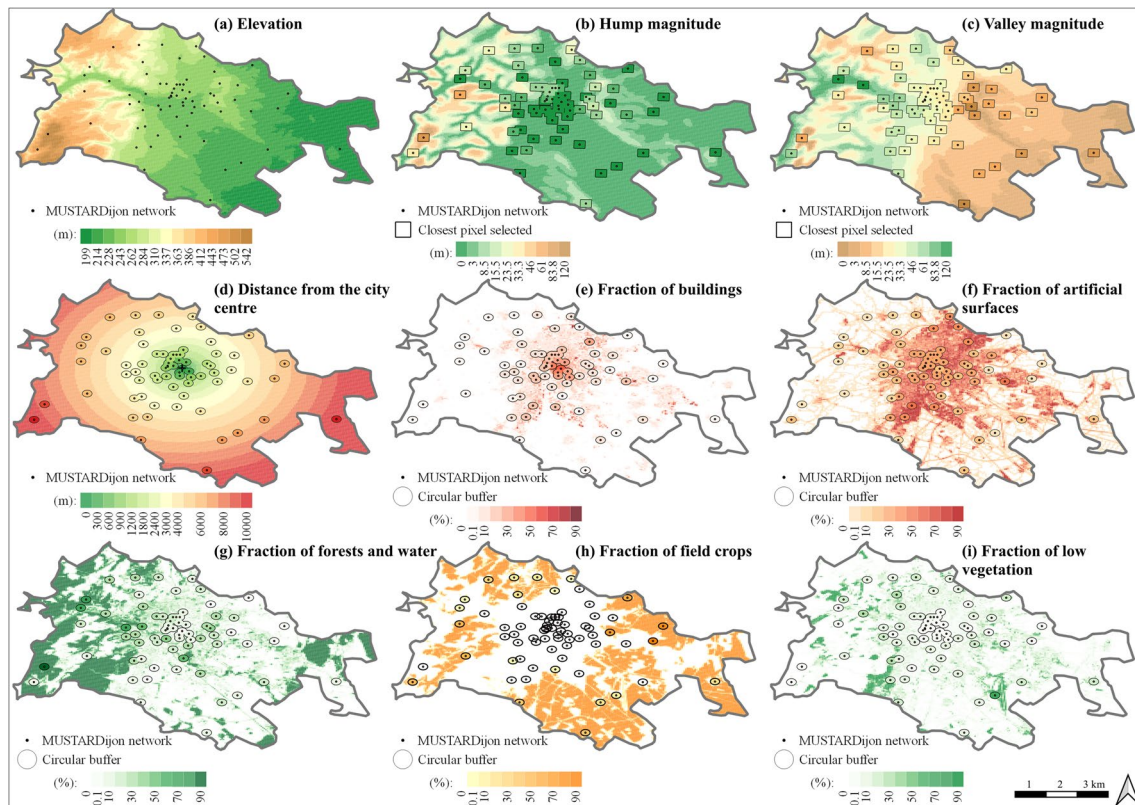 (a) Elevation
MUSTARDijon network
(m):
199 214 228 243 262 284 310 337 363 386 412 443 473 502 542
(b) Hump magnitude
MUSTARDijon network
Closest pixel selected
(m):
0 3 8.5 15.5 23.5 33.3 46 61 83.8 120
(c) Valley magnitude
MUSTARDijon network
Closest pixel selected
(m):
0 3 8.5 15.5 23.5 33.3 46 61 83.8 120
(d) Distance from the city
centre
MUSTARDijon network
(m):
0 300 600 900 1200 1800 2400 3000 4000 6000 8000 10000
(e) Fraction of buildings
MUSTARDijon network
Circular buffer
(%):
0 0.1 10 30 50 70 90
(f) Fraction of artificial
surfaces
MUSTARDijon network
Circular buffer
(%):
0 0.1 10 30 50 70 90
(g) Fraction of forests and water
MUSTARDijon network
Circular buffer
(%):
0 0.1 10 30 50 70 90
(h) Fraction of field crops
MUSTARDijon network
Circular buffer
(%):
0 0.1 10 30 50 70 90
(i) Fraction of low
vegetation
MUSTARDijon network
Circular buffer
(%):
0 0.1 10 30 50 70 90
1 2 3 km